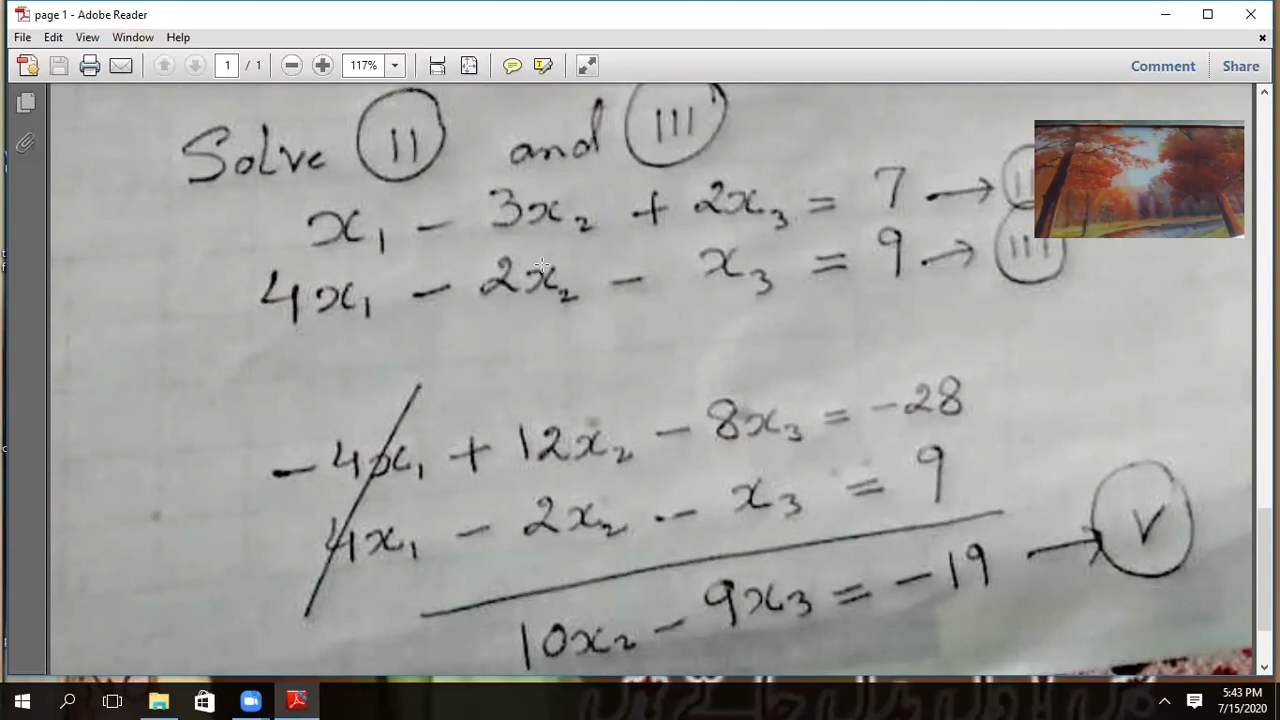 page 1 - Adobe Reader
File Edit View Window Help
1 / 1 117% Comment Share
Solve II and III
x₁ - 3x₂ + 2x₃ = 7 →
4x₁ - 2x₂ - x₃ = 9 → III
-4x₁ + 12x₂ - 8x₃ = -28
4x₁ - 2x₂ - x₃ = 9
10x₂ - 9x₃ = -19 → V
5:43 PM
7/15/2020